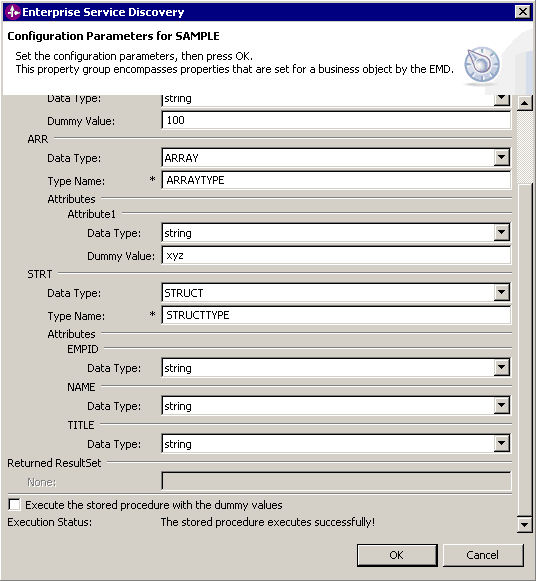 Enterprise Service Discovery
Configuration Parameters for SAMPLE
Set the configuration parameters, then press OK.
This property group encompasses properties that are set for a business object by the EMD.
Data Type: string
Dummy Value: 100
ARR
Data Type: ARRAY
Type Name: * ARRAYTYPE
Attributes
Attribute1
Data Type: string
Dummy Value: xyz
STRT
Data Type: STRUCT
Type Name: * STRUCTTYPE
Attributes
EMPID
Data Type: string
NAME
Data Type: string
TITLE
Data Type: string
Returned ResultSet
None:
Execute the stored procedure with the dummy values
Execution Status: The stored procedure executes successfully!
OK Cancel